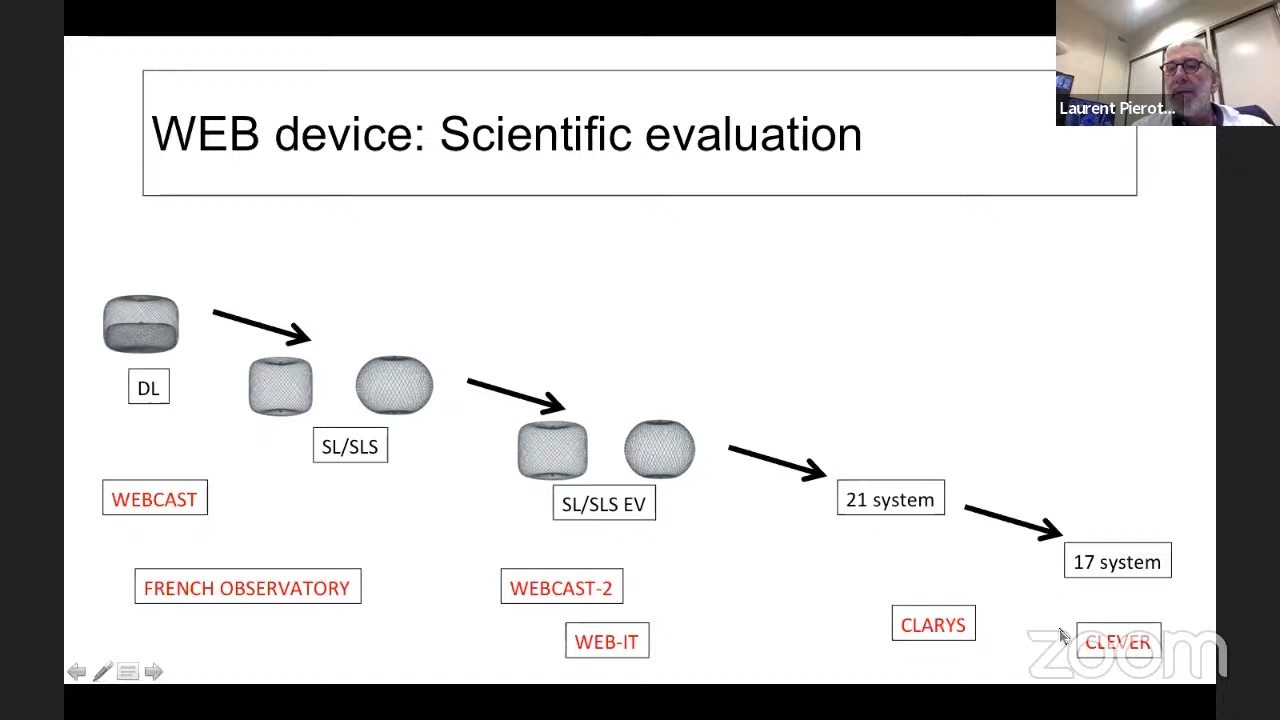 Laurent Pierot...
WEB device: Scientific evaluation
DL
SL/SLS
SL/SLS EV
WEBCAST
21 system
17 system
FRENCH OBSERVATORY
WEBCAST-2
CLARYS
WEB-IT
CLEVER
zoom